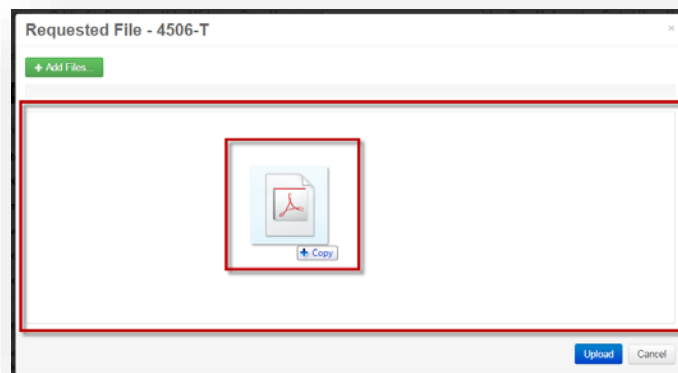 Requested File - 4506-T
×
+ Add Files...
+ Copy
Upload
Cancel